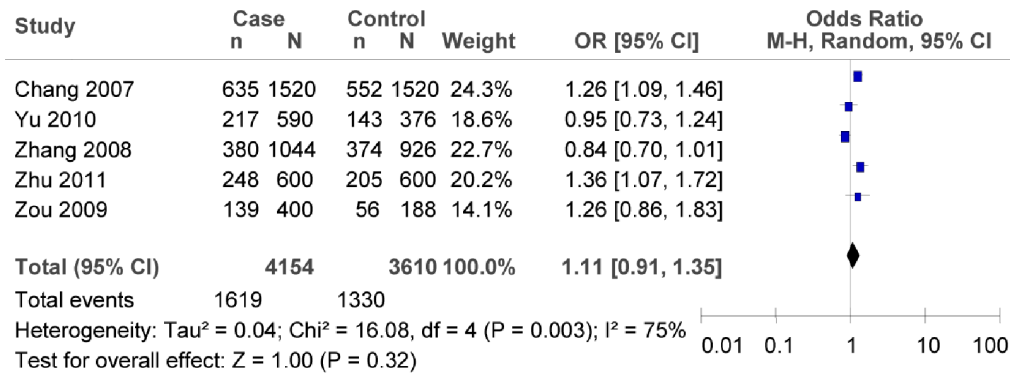 Study Case Control Odds Ratio
n N n N Weight OR [95% CI] M-H, Random, 95% CI
Chang 2007 635 1520 552 1520 24.3% 1.26 [1.09, 1.46]
Yu 2010 217 590 143 376 18.6% 0.95 [0.73, 1.24]
Zhang 2008 380 1044 374 926 22.7% 0.84 [0.70, 1.01]
Zhu 2011 248 600 205 600 20.2% 1.36 [1.07, 1.72]
Zou 2009 139 400 56 188 14.1% 1.26 [0.86, 1.83]
Total (95% CI) 4154 3610 100.0% 1.11 [0.91, 1.35]
Total events 1619 1330
Heterogeneity: Tau² = 0.04; Chi² = 16.08, df = 4 (P = 0.003); I² = 75%
0.01 0.1 1 10 100
Test for overall effect: Z = 1.00 (P = 0.32)